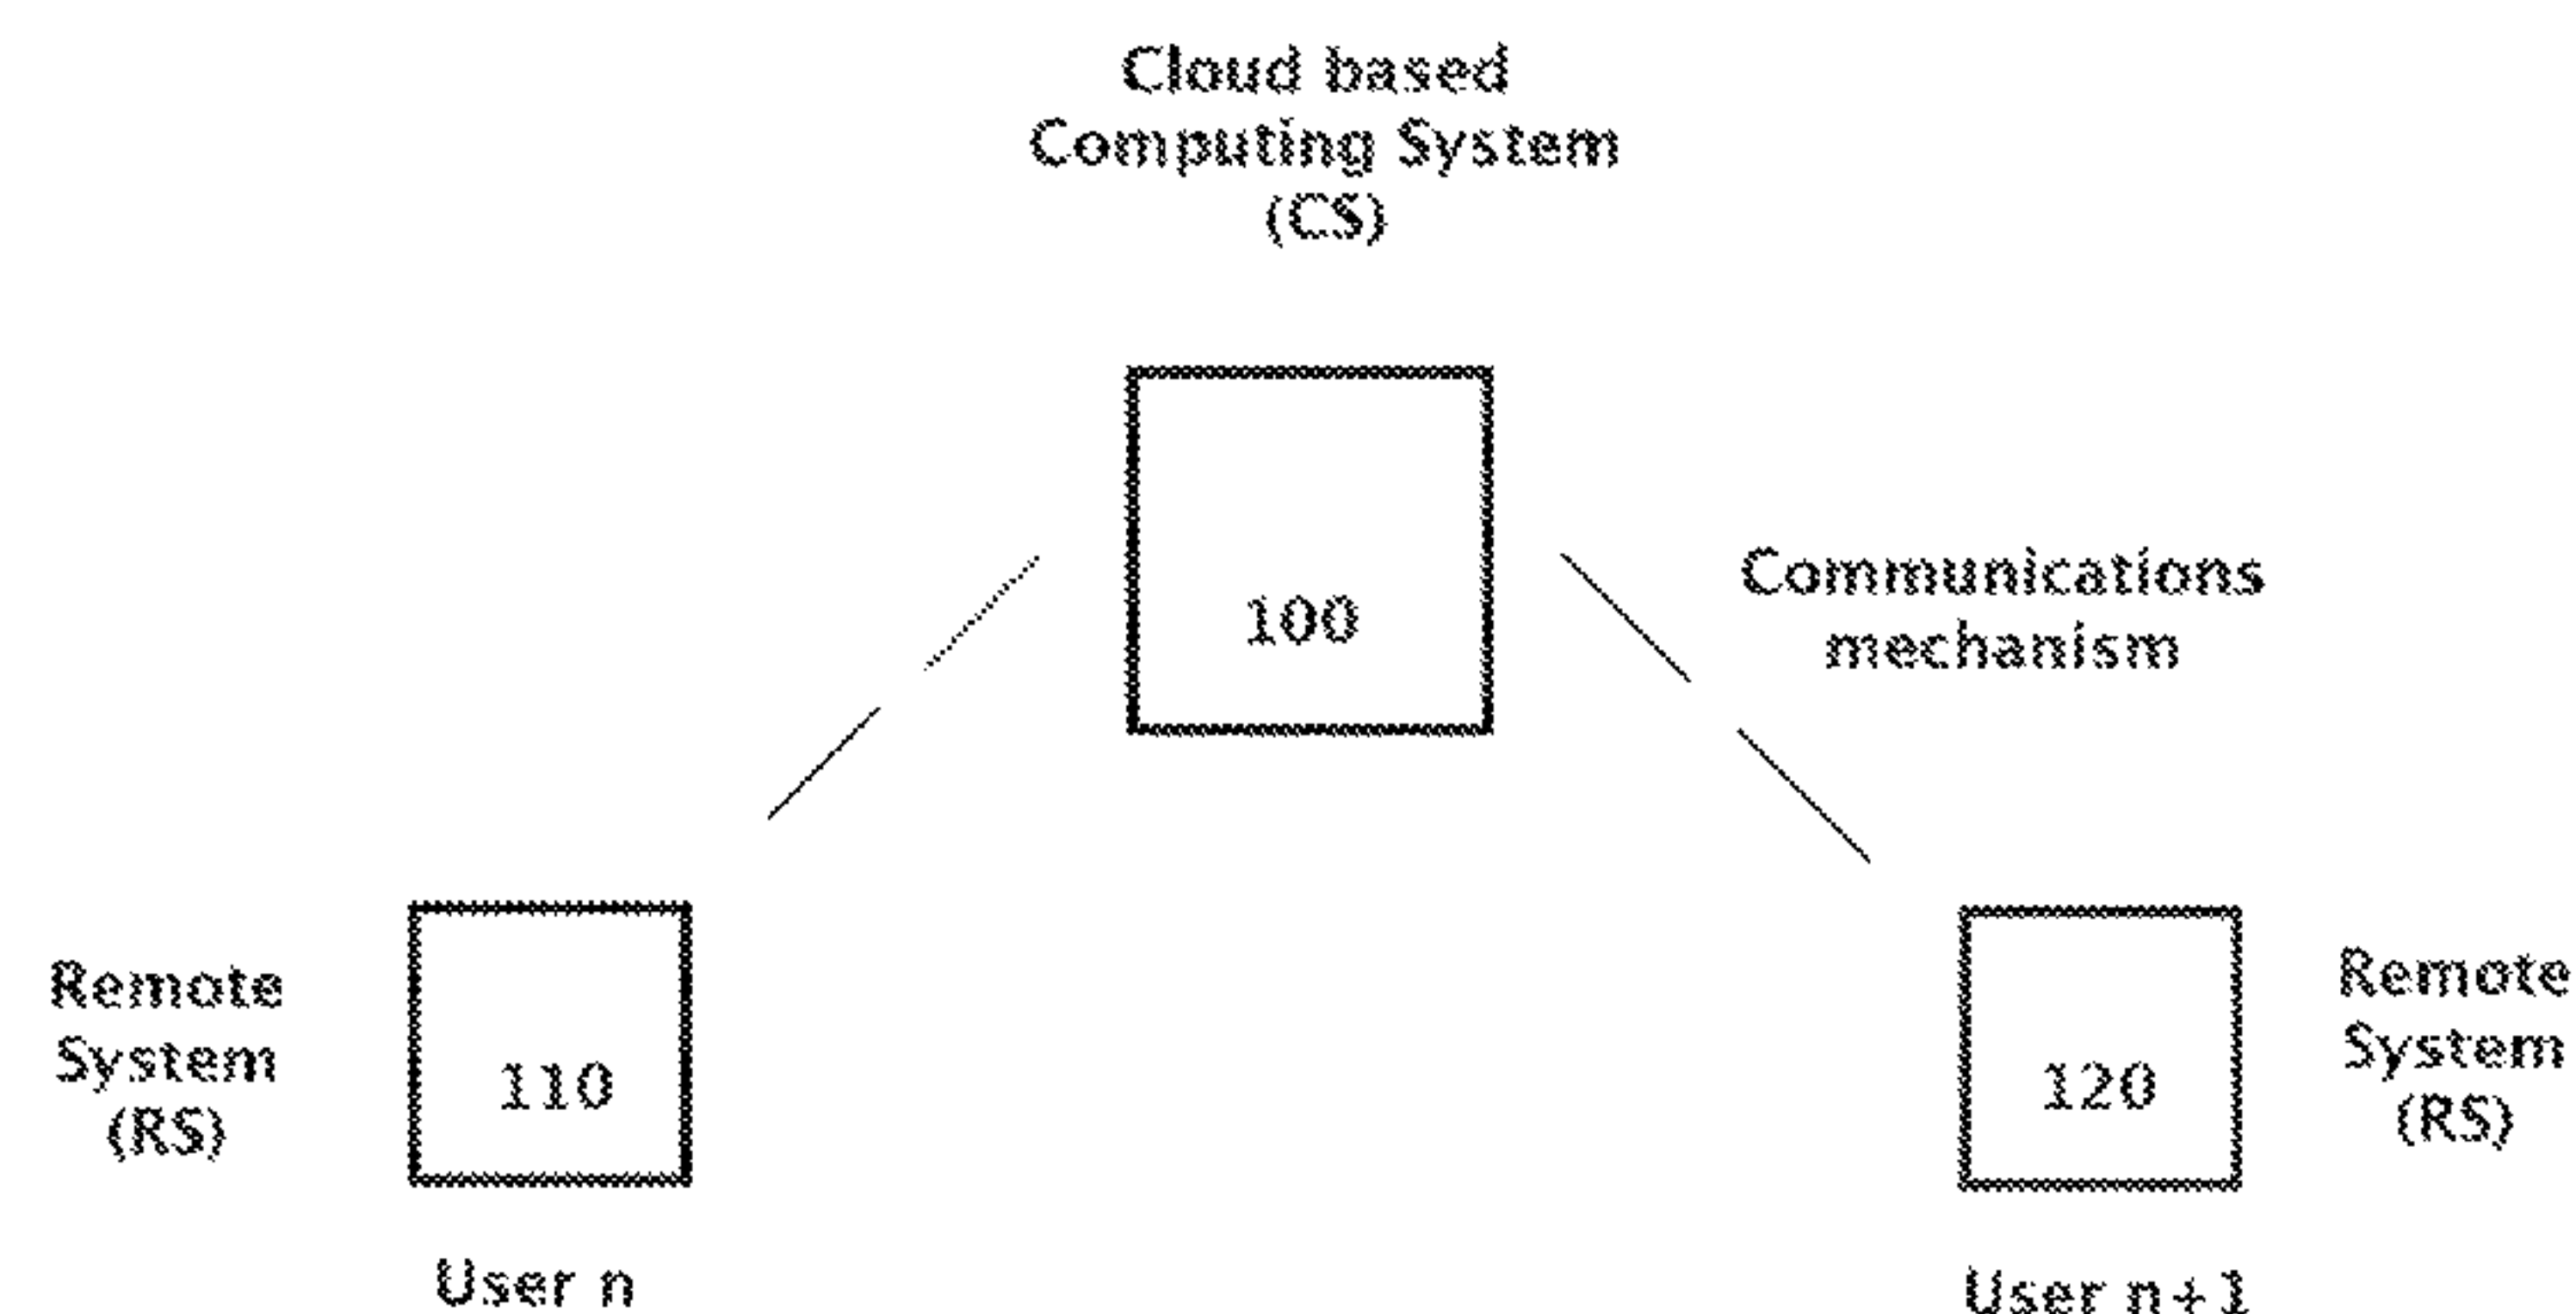 Cloud based
Computing System
(CS)
100
Communications
mechanism
Remote
System
(RS)
110
User n
120
Remote
System
(RS)
User n+1